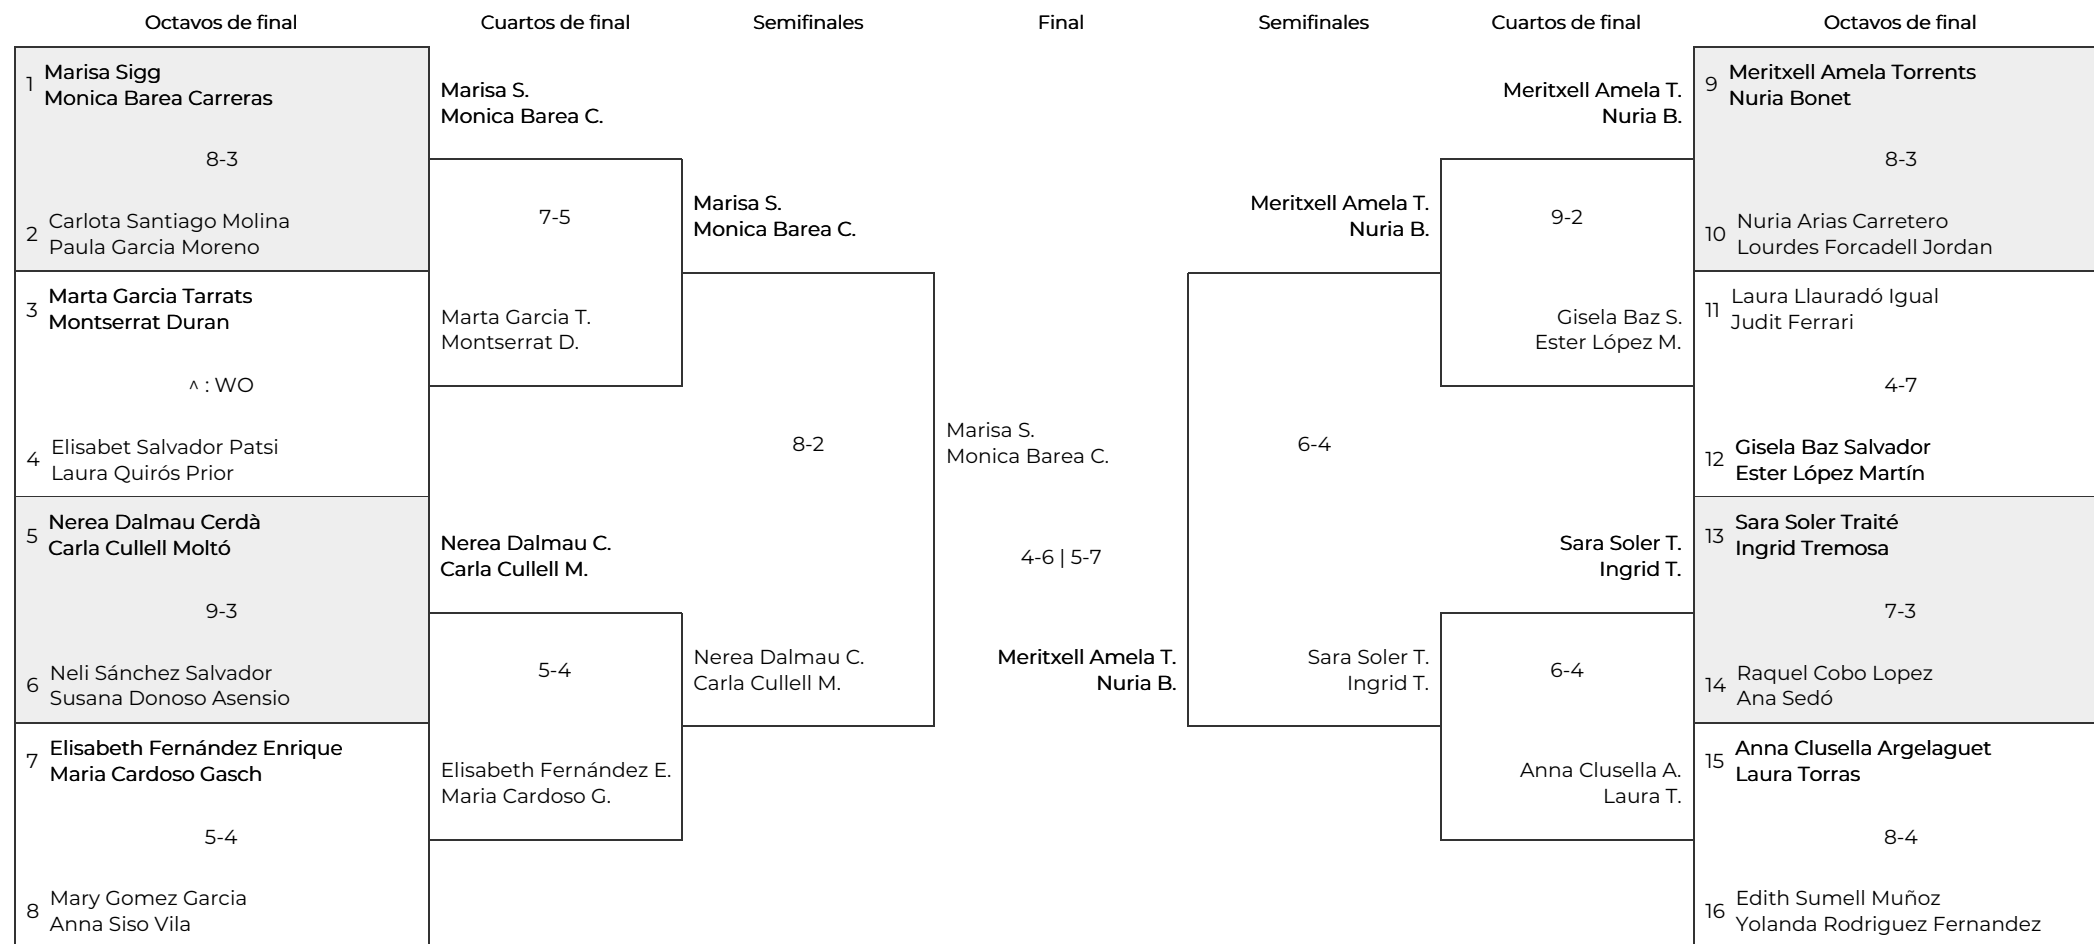 Octavos de final
Cuartos de final
Semifinales
Final
Semifinales
Cuartos de final
Octavos de final
1
Marisa Sigg
Monica Barea Carreras
8-3
2
Carlota Santiago Molina
Paula Garcia Moreno
3
Marta Garcia Tarrats
Montserrat Duran
^ : WO
4
Elisabet Salvador Patsi
Laura Quirós Prior
5
Nerea Dalmau Cerdà
Carla Cullell Moltó
9-3
6
Neli Sánchez Salvador
Susana Donoso Asensio
7
Elisabeth Fernández Enrique
Maria Cardoso Gasch
5-4
8
Mary Gomez Garcia
Anna Siso Vila
Marisa S.
Monica Barea C.
7-5
Marta Garcia T.
Montserrat D.
Nerea Dalmau C.
Carla Cullell M.
5-4
Elisabeth Fernández E.
Maria Cardoso G.
Marisa S.
Monica Barea C.
8-2
Nerea Dalmau C.
Carla Cullell M.
Marisa S.
Monica Barea C.
4-6 | 5-7
Meritxell Amela T.
Nuria B.
Meritxell Amela T.
Nuria B.
6-4
Sara Soler T.
Ingrid T.
Meritxell Amela T.
Nuria B.
9-2
Gisela Baz S.
Ester López M.
Sara Soler T.
Ingrid T.
6-4
Anna Clusella A.
Laura T.
9
Meritxell Amela Torrents
Nuria Bonet
8-3
10
Nuria Arias Carretero
Lourdes Forcadell Jordan
11
Laura Llauradó Igual
Judit Ferrari
4-7
12
Gisela Baz Salvador
Ester López Martín
13
Sara Soler Traité
Ingrid Tremosa
7-3
14
Raquel Cobo Lopez
Ana Sedó
15
Anna Clusella Argelaguet
Laura Torras
8-4
16
Edith Sumell Muñoz
Yolanda Rodriguez Fernandez